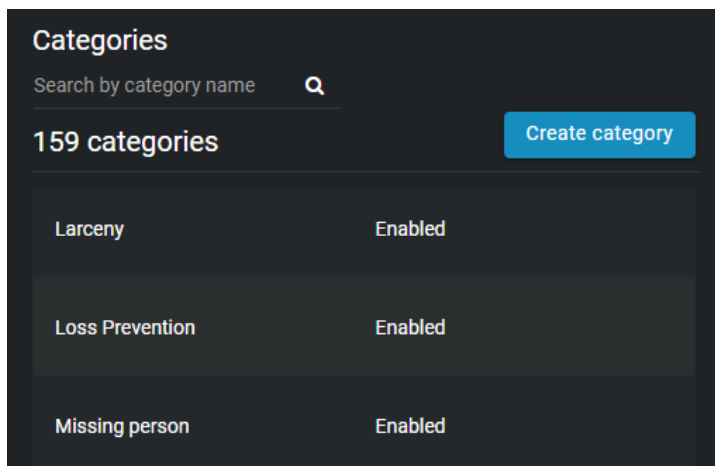 Categories
Search by category name
159 categories
Create category
Larceny Enabled
Loss Prevention Enabled
Missing person Enabled